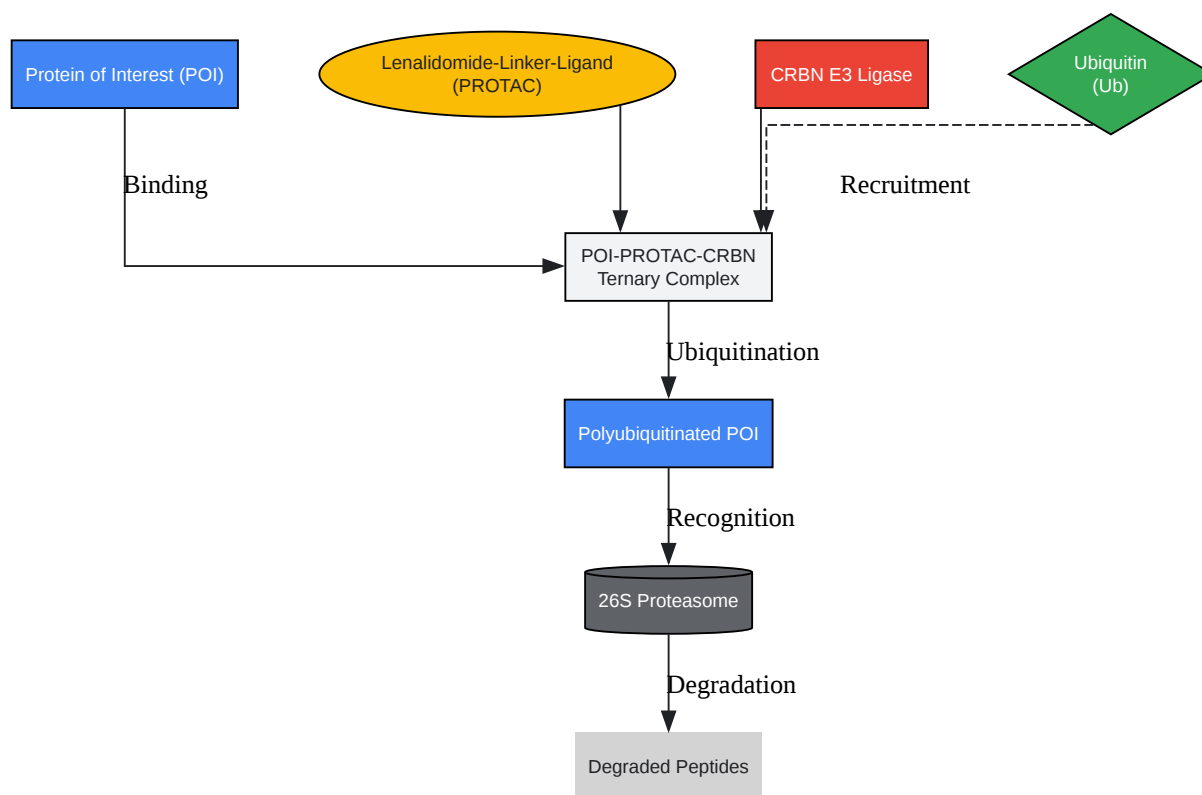 Protein of Interest (POI)
Lenalidomide-Linker-Ligand
(PROTAC)
CRBN E3 Ligase
Ubiquitin
(Ub)
Binding
Recruitment
POI-PROTAC-CRBN
Ternary Complex
Ubiquitination
Polyubiquitinated POI
Recognition
26S Proteasome
Degradation
Degraded Peptides